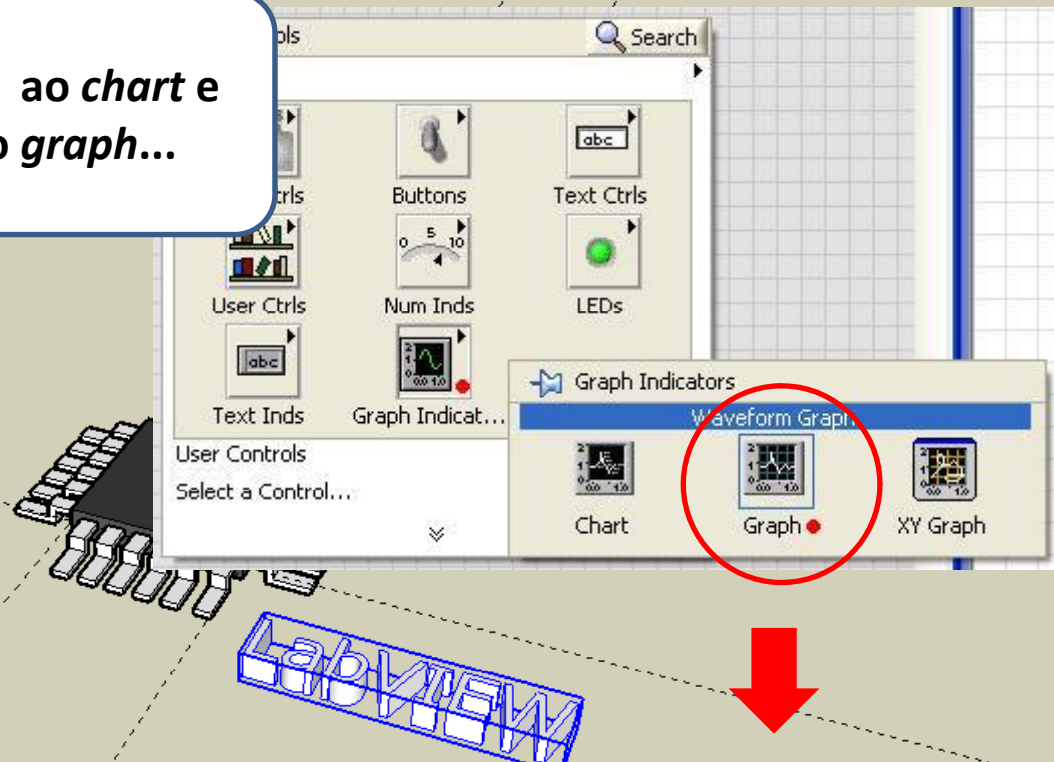 ao chart e
graph...
Search
Buttons
Text Ctrls
User Ctrls
Num Inds
LEDs
Text Inds
Graph Indicat...
User Controls
Select a Control...
Graph Indicators
Waveform Graph
Chart
Graph
XY Graph
LabVIEW